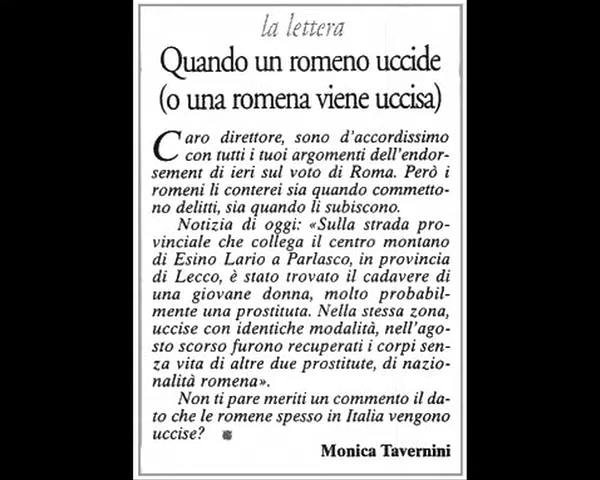 la lettera
Quando un romeno uccide
(o una romena viene uccisa)
Caro direttore, sono d'accordissimo
con tutti i tuoi argomenti dell'endor-
sement di ieri sul voto di Roma. Però i
romeni li conterei sia quando commetto-
no delitti, sia quando li subiscono.
Notizia di oggi: «Sulla strada pro-
vinciale che collega il centro montano
di Esino Lario a Parlasco, in provincia
di Lecco, è stato trovato il cadavere di
una giovane donna, molto probabil-
mente una prostituta. Nella stessa zona,
uccise con identiche modalità, nell'ago-
sto scorso furono recuperati i corpi sen-
za vita di altre due prostitute, di nazio-
nalità romena».
Non ti pare meriti un commento il da-
to che le romene spesso in Italia vengono
uccise?
Monica Tavernini